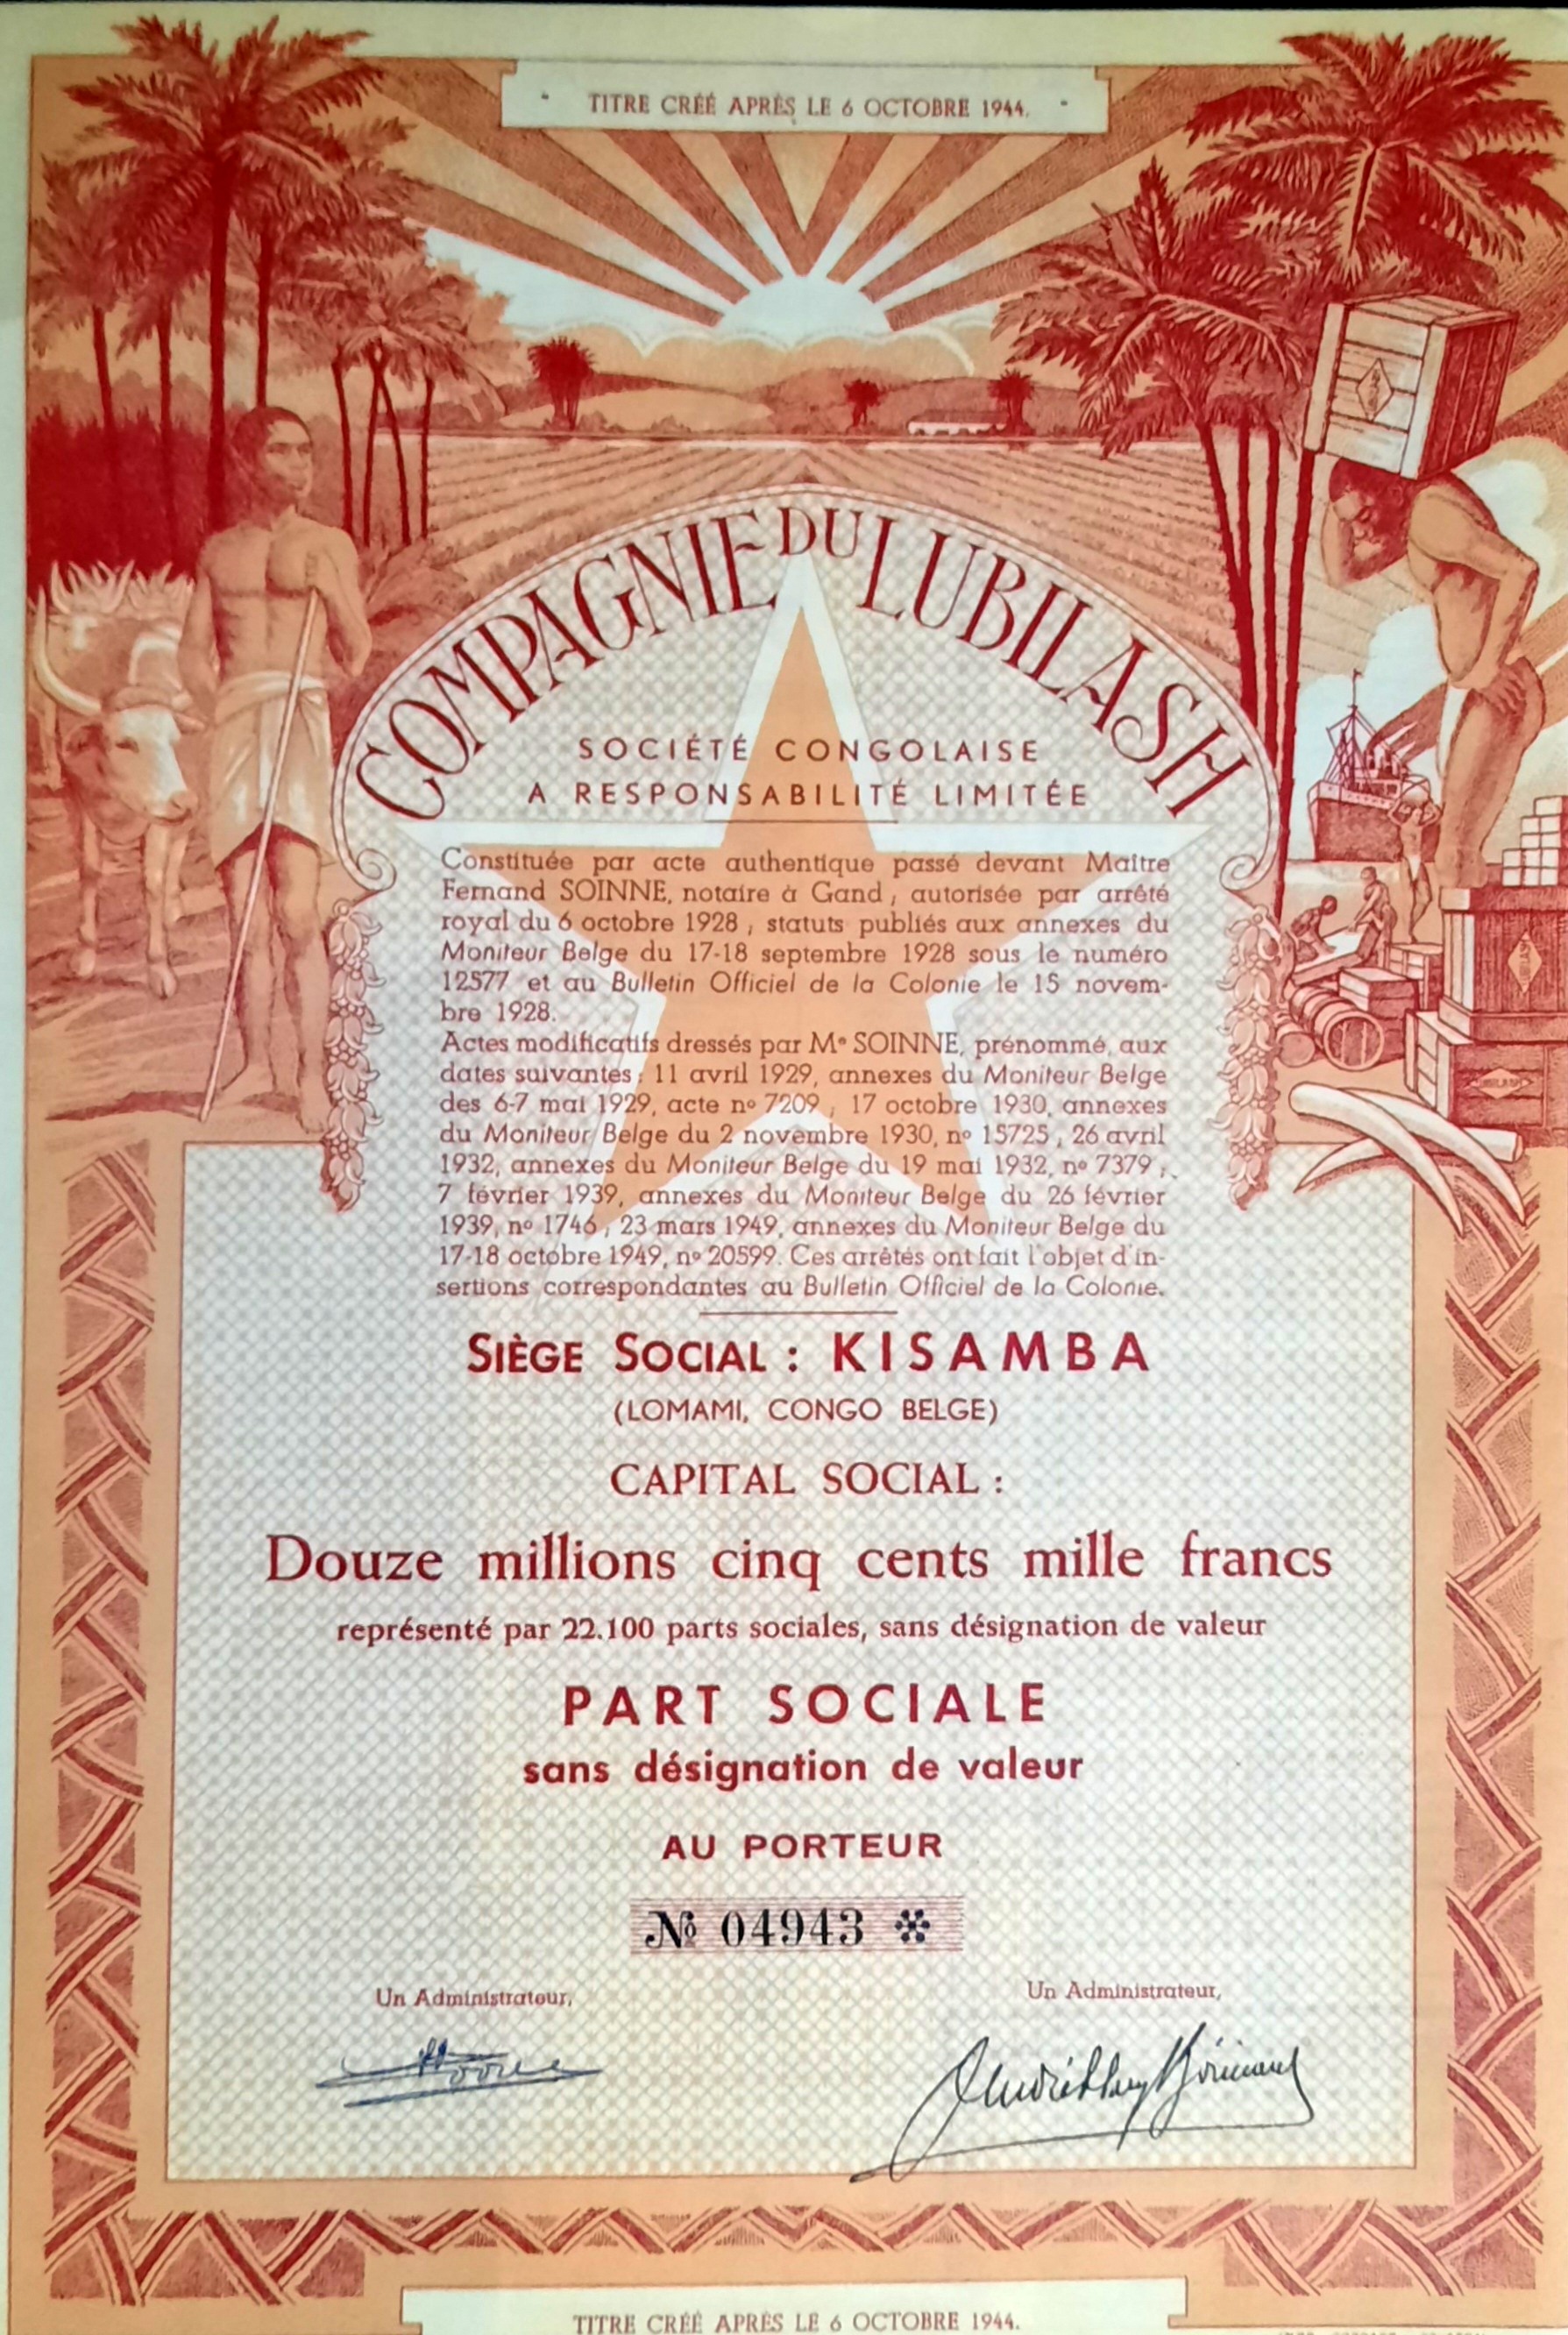 TITRE CRÉÉ APRÈS LE 6 OCTOBRE 1944.
COMPAGNIE DU LUBILASH
SOCIÉTÉ CONGOLAISE
A RESPONSABILITÉ LIMITÉE
Constituée par acte authentique passé devant Maître
Fernand SOINNE, notaire à Gand ; autorisée par arrêté
royal du 6 octobre 1928 ; statuts publiés aux annexes du
Moniteur Belge du 17-18 septembre 1928 sous le numéro
12577 et au Bulletin Officiel de la Colonie le 15 novem-
bre 1928.
Actes modificatifs dressés par Me SOINNE, prénommé, aux
dates suivantes : 11 avril 1929, annexes du Moniteur Belge
des 6-7 mai 1929, acte no 7209 ; 17 octobre 1930, annexes
du Moniteur Belge du 2 novembre 1930, no 15725 ; 26 avril
1932, annexes du Moniteur Belge du 19 mai 1932, no 7379 ;
7 février 1939, annexes du Moniteur Belge du 26 février
1939, no 1746 ; 23 mars 1949, annexes du Moniteur Belge du
17-18 octobre 1949, no 20599. Ces arrêtés ont fait l'objet d'in-
sertions correspondantes au Bulletin Officiel de la Colonie.
LUBILASH
LUBILASH
SIÈGE SOCIAL : KISAMBA
(LOMAMI, CONGO BELGE)
CAPITAL SOCIAL :
Douze millions cinq cents mille francs
représenté par 22.100 parts sociales, sans désignation de valeur
PART SOCIALE
sans désignation de valeur
AU PORTEUR
No 04943
Un Administrateur,
Un Administrateur,
TITRE CRÉÉ APRÈS LE 6 OCTOBRE 1944.